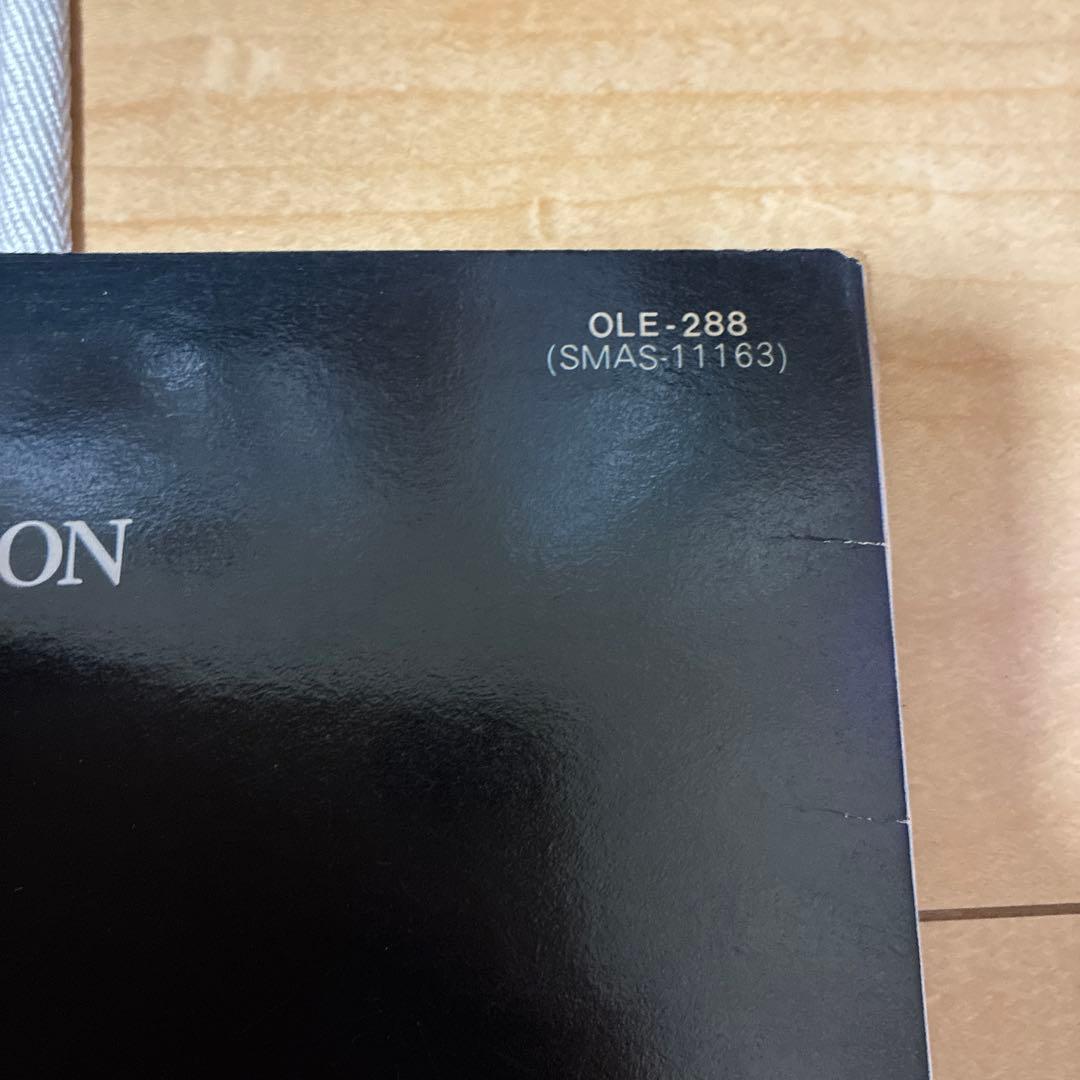 OLE-288
(SMAS-11163)
ON